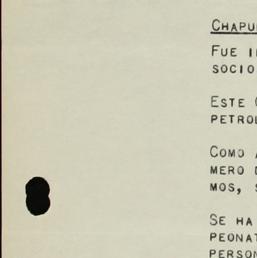 CHAPU
FUE I
SOCIO
ESTE
PETROL
COMO
MERO
MOS,
SE HA
PEONAT
PERSON